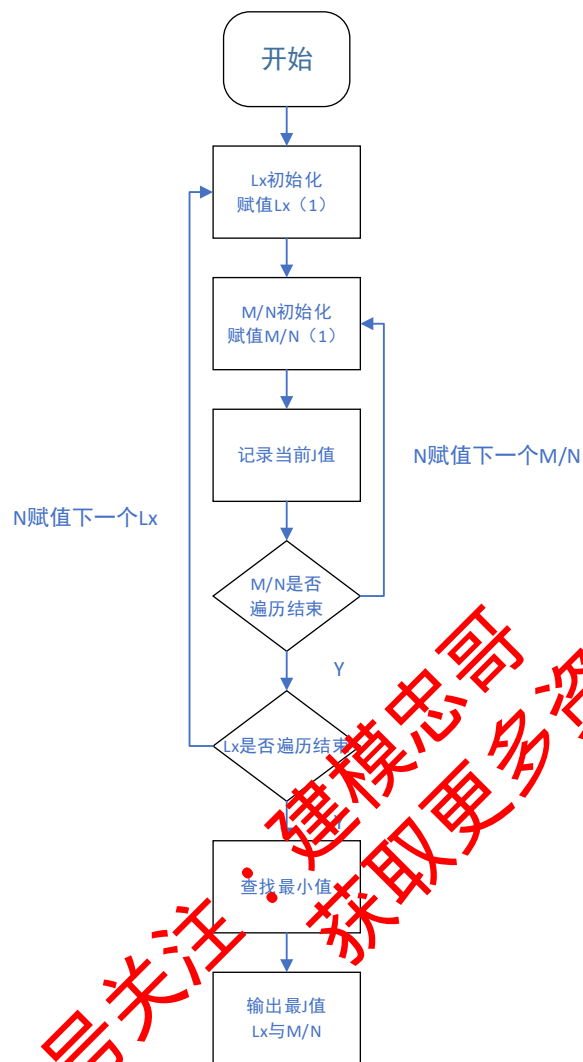 开始
Lx初始化
赋值Lx（1）
M/N初始化
赋值M/N（1）
记录当前J值
N赋值下一个M/N
N赋值下一个Lx
M/N是否
遍历结束
Y
Lx是否遍历结束
查找最小值
输出最J值
Lx与M/N
号关注：建模忠哥
获取更多资